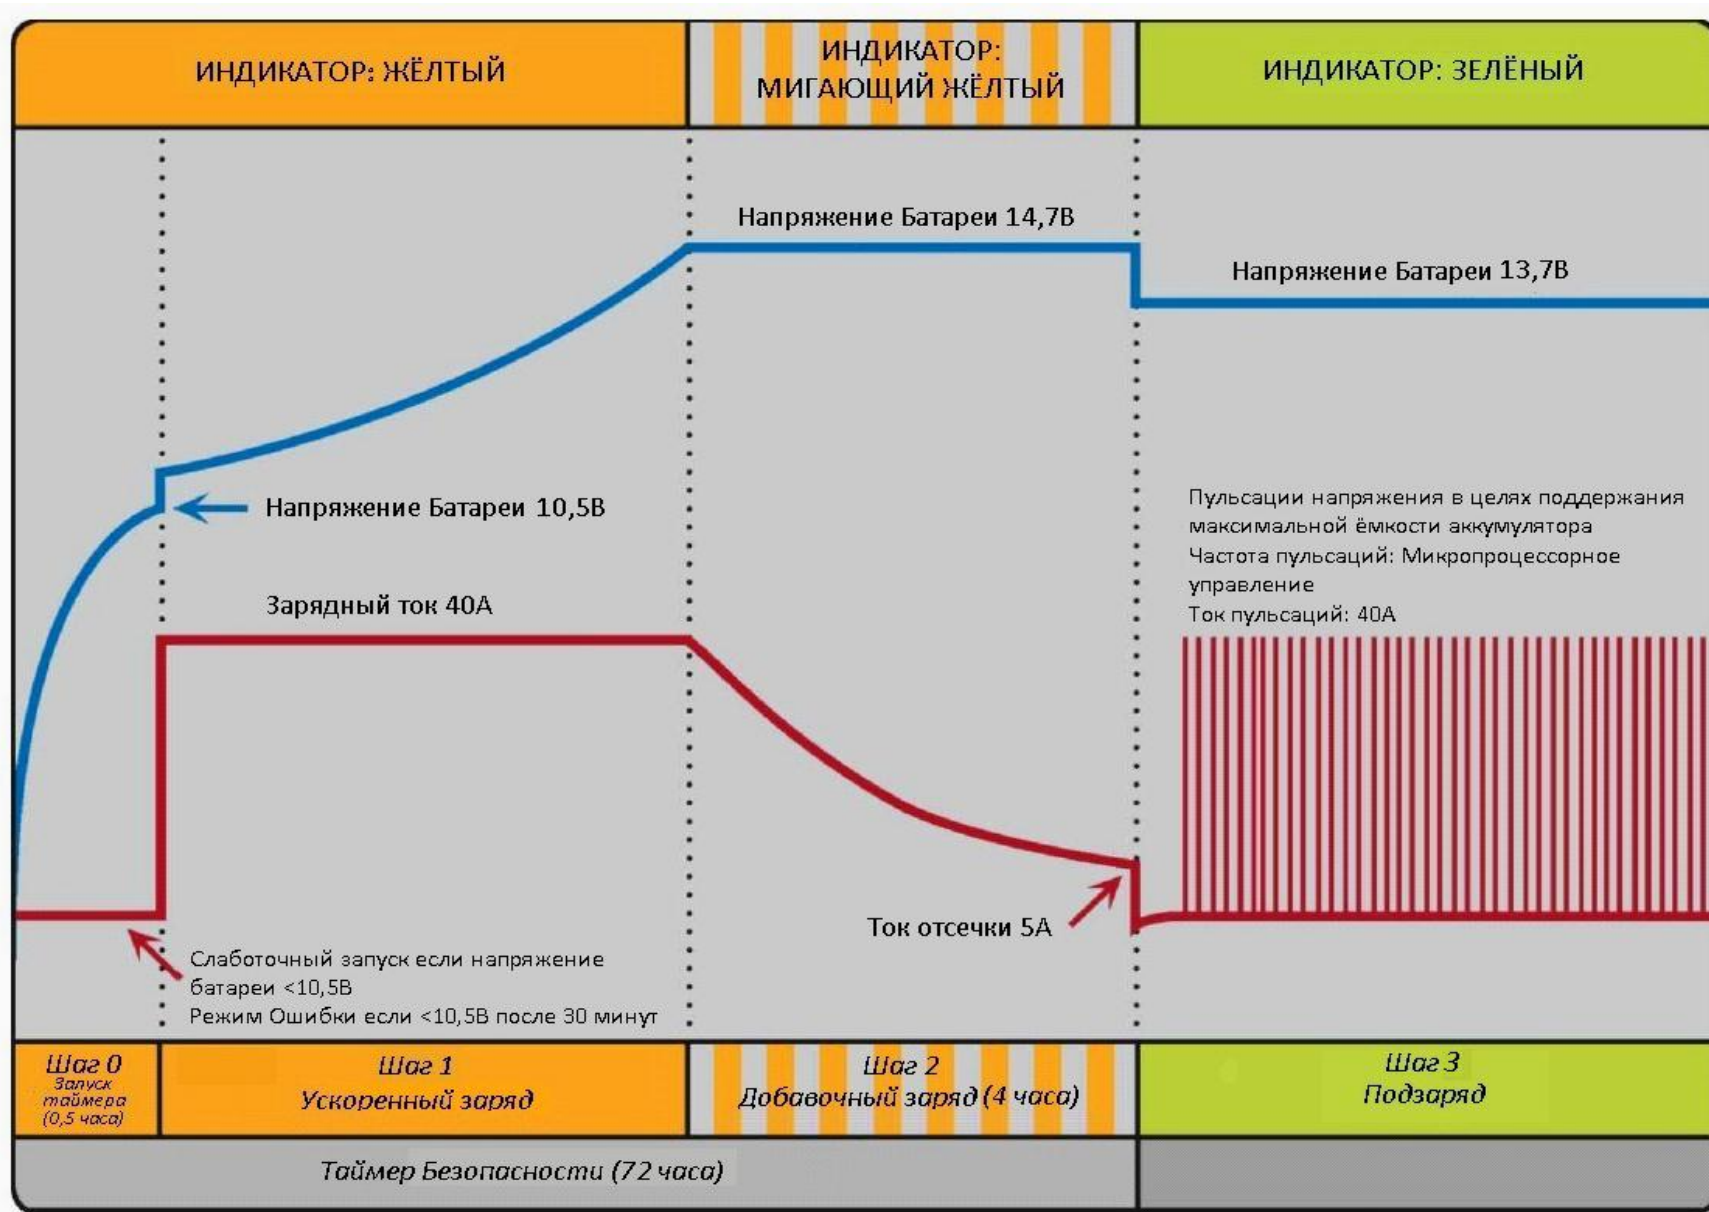 ИНДИКАТОР: ЖЁЛТЫЙ
ИНДИКАТОР:
МИГАЮЩИЙ ЖЁЛТЫЙ
ИНДИКАТОР: ЗЕЛЁНЫЙ
Напряжение Батареи 14,7В
Напряжение Батареи 13,7В
Напряжение Батареи 10,5В
Зарядный ток 40А
Пульсации напряжения в целях поддержания
максимальной ёмкости аккумулятора
Частота пульсаций: Микропроцессорное
управление
Ток пульсаций: 40А
Ток отсечки 5А
Слаботочный запуск если напряжение
батареи <10,5В
Режим Ошибки если <10,5В после 30 минут
Шаг 0
Запуск
таймера
(0,5 часа)
Шаг 1
Ускоренный заряд
Шаг 2
Добавочный заряд (4 часа)
Шаг 3
Подзаряд
Таймер Безопасности (72 часа)